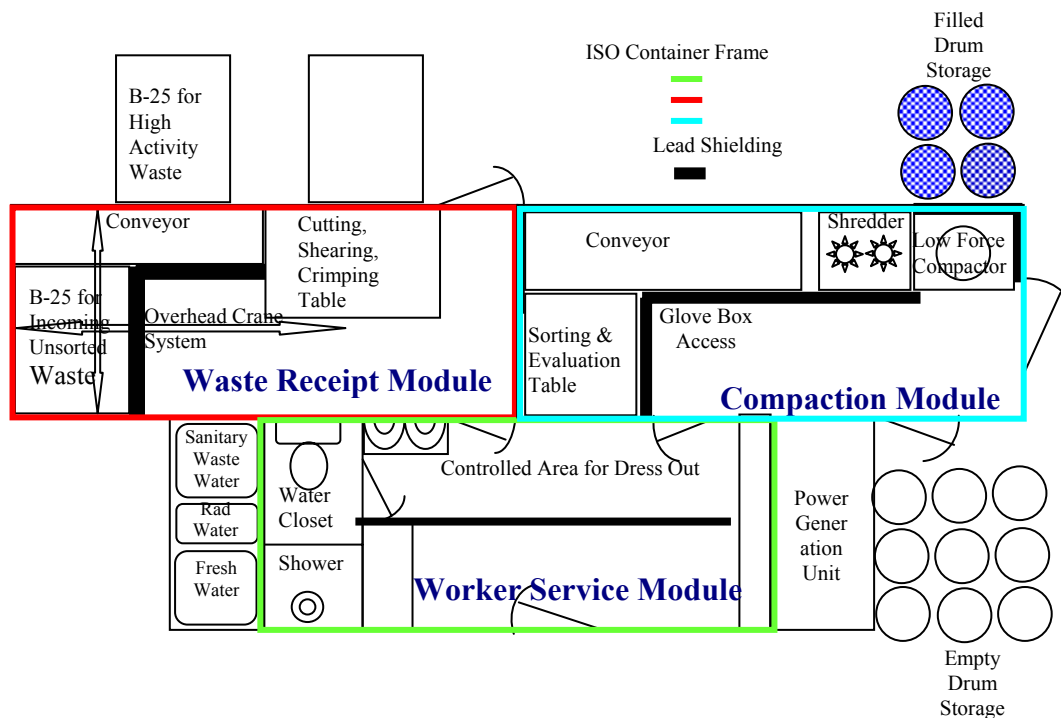 Filled
Drum
Storage
ISO Container Frame
B-25 for
High
Activity
Waste
Lead Shielding
Conveyor
Cutting,
Shearing,
Crimping
Table
Conveyor
Shredder
Low Force
Compactor
B-25 for
Incoming
Unsorted
Waste
Overhead Crane
System
Sorting &
Evaluation
Table
Glove Box
Access
Waste Receipt Module
Compaction Module
Sanitary
Waste
Water
Rad
Water
Fresh
Water
Water
Closet
Shower
Controlled Area for Dress Out
Worker Service Module
Power
Gener
ation
Unit
Empty
Drum
Storage